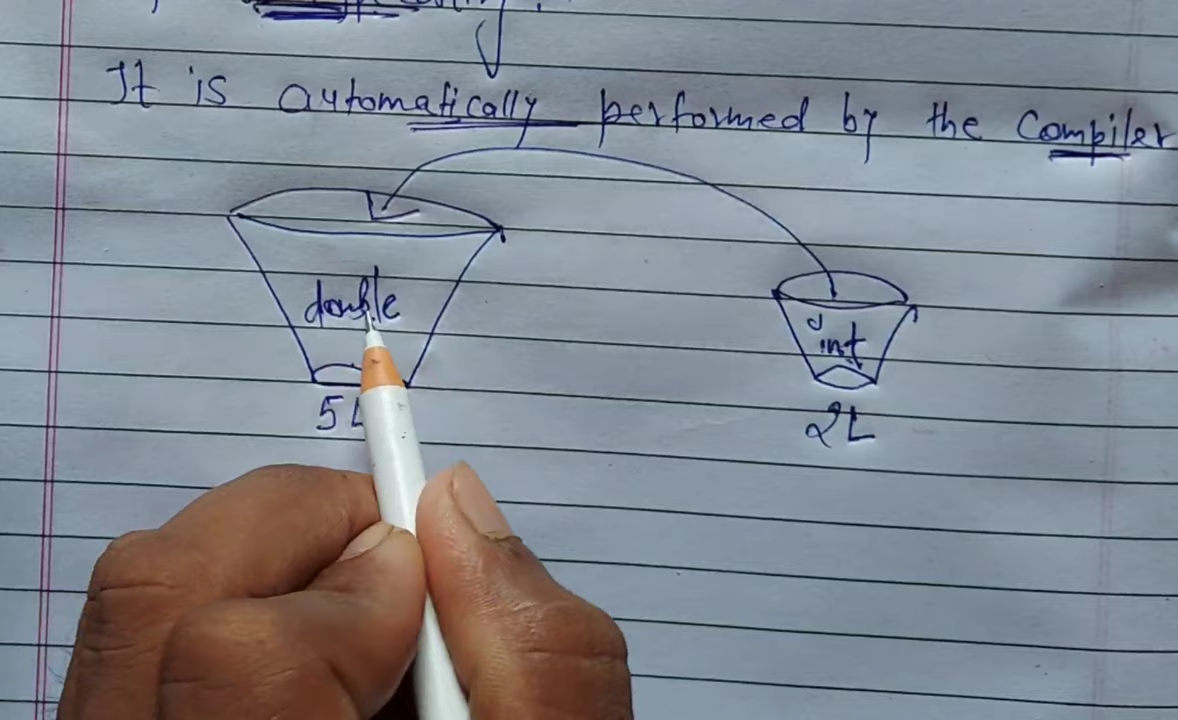 It is automatically performed by the Compiler
double
int
5L
2L